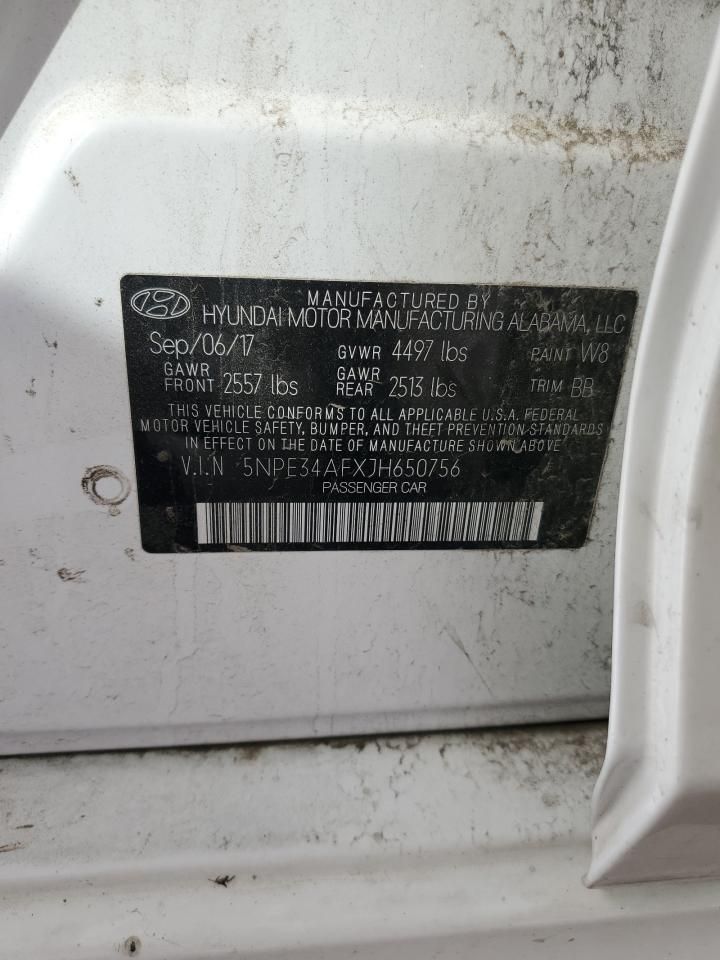 MANUFACTURED BY
HYUNDAI MOTOR MANUFACTURING ALABAMA, LLC
Sep/06/17 GVWR 4497 lbs PAINT W8
GAWR FRONT 2557 lbs GAWR REAR 2513 lbs TRIM BB
THIS VEHICLE CONFORMS TO ALL APPLICABLE U.S.A. FEDERAL
MOTOR VEHICLE SAFETY, BUMPER, AND THEFT PREVENTION STANDARDS
IN EFFECT ON THE DATE OF MANUFACTURE SHOWN ABOVE
V.I.N 5NPE34AFXJH650756
PASSENGER CAR